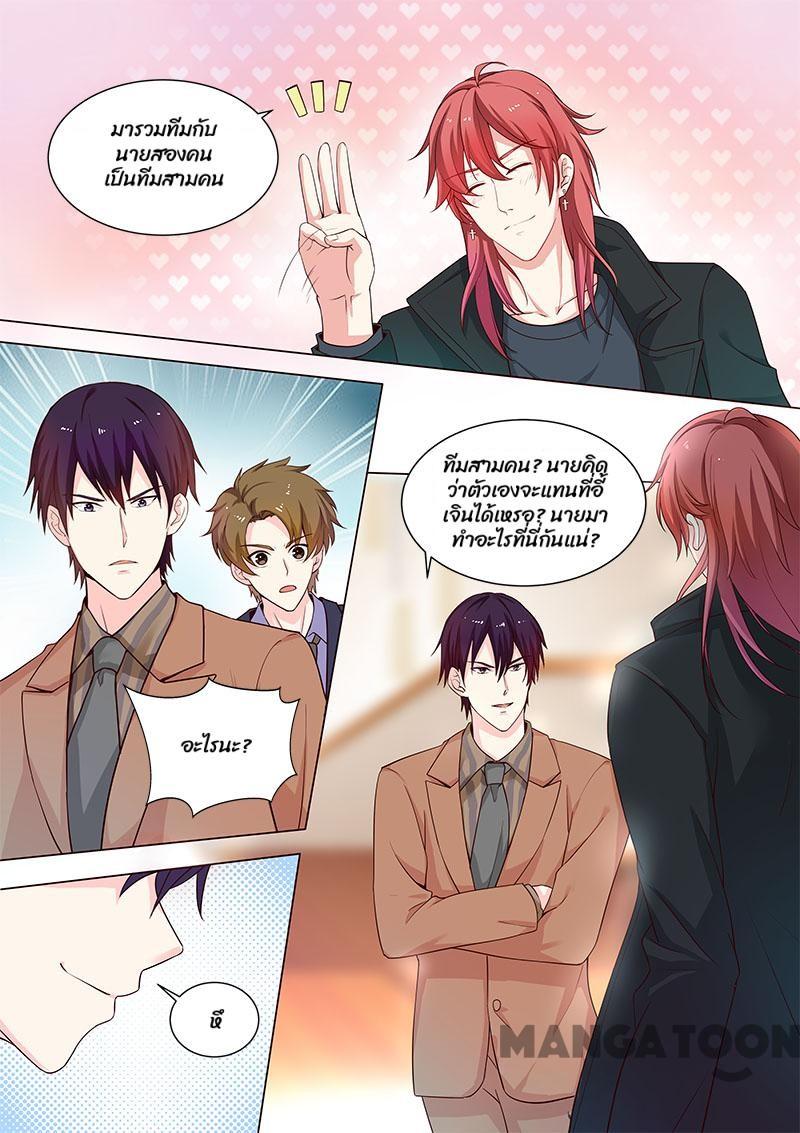 มารวมทีมกับ
นายสองคน
เป็นทีมสามคน
อะไรนะ?
ทีมสามคน? นายคิด
ว่าตัวเองจะแทนที่อี้
เจินได้เหรอ? นายมา
ทำอะไรที่นี่กันแน่?
หึ
MANGATOON